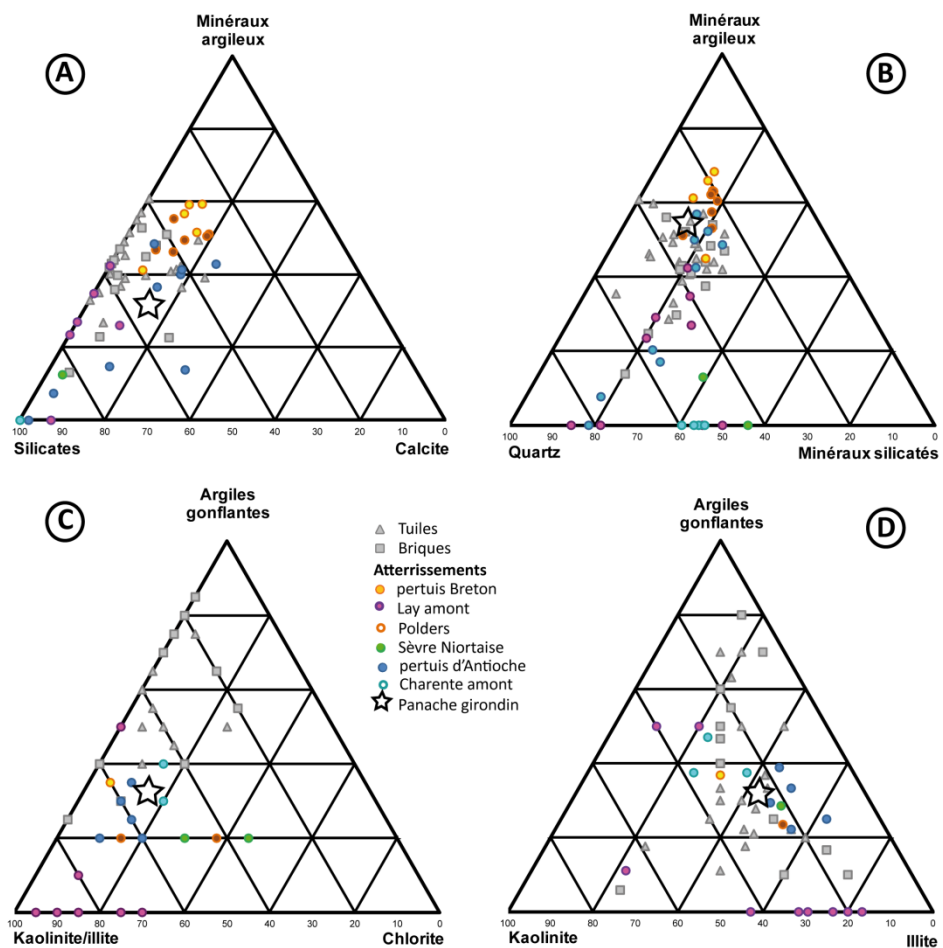 Minéraux
argileux
A
100 90 80 70 60 50 40 30 20 10 0
Silicates
Calcite
Minéraux
argileux
B
100 90 80 70 60 50 40 30 20 10 0
Quartz
Minéraux silicatés
Argiles
gonflantes
C
100 90 80 70 60 50 40 30 20 10 0
Kaolinite/illite
Chlorite
Tuiles
Briques
Atterrissements
pertuis Breton
Lay amont
Polders
Sèvre Niortaise
pertuis d'Antioche
Charente amont
Panache girondin
Argiles
gonflantes
D
100 90 80 70 60 50 40 30 20 10 0
Kaolinite
Illite